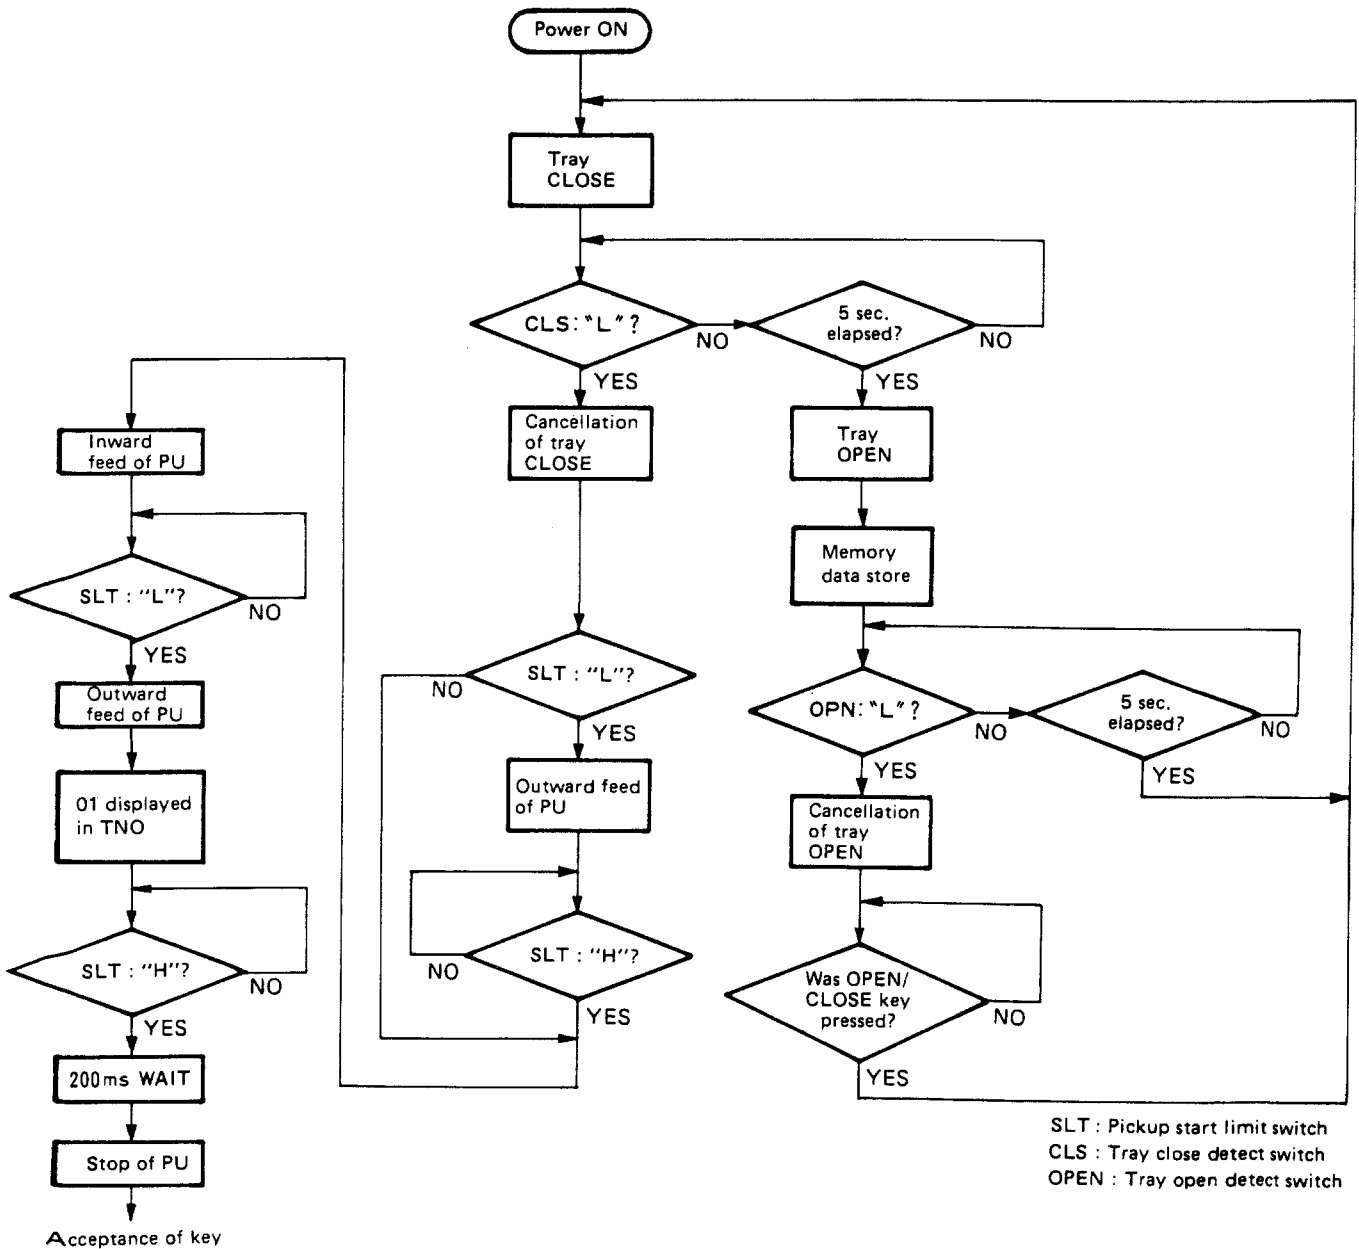 Power ON
Tray
CLOSE
CLS: "L" ?
NO
YES
5 sec.
elapsed?
NO
YES
Cancellation
of tray
CLOSE
Tray
OPEN
Memory
data store
SLT : "L"?
NO
YES
Outward feed
of PU
SLT : "H"?
NO
YES
OPN: "L" ?
NO
YES
5 sec.
elapsed?
NO
YES
Cancellation
of tray
OPEN
Was OPEN/
CLOSE key
pressed?
NO
YES
Inward
feed of PU
SLT : "L"?
NO
YES
Outward
feed of PU
01 displayed
in TNO
SLT : "H"?
NO
YES
200ms WAIT
Stop of PU
Acceptance of key
SLT : Pickup start limit switch
CLS : Tray close detect switch
OPEN : Tray open detect switch